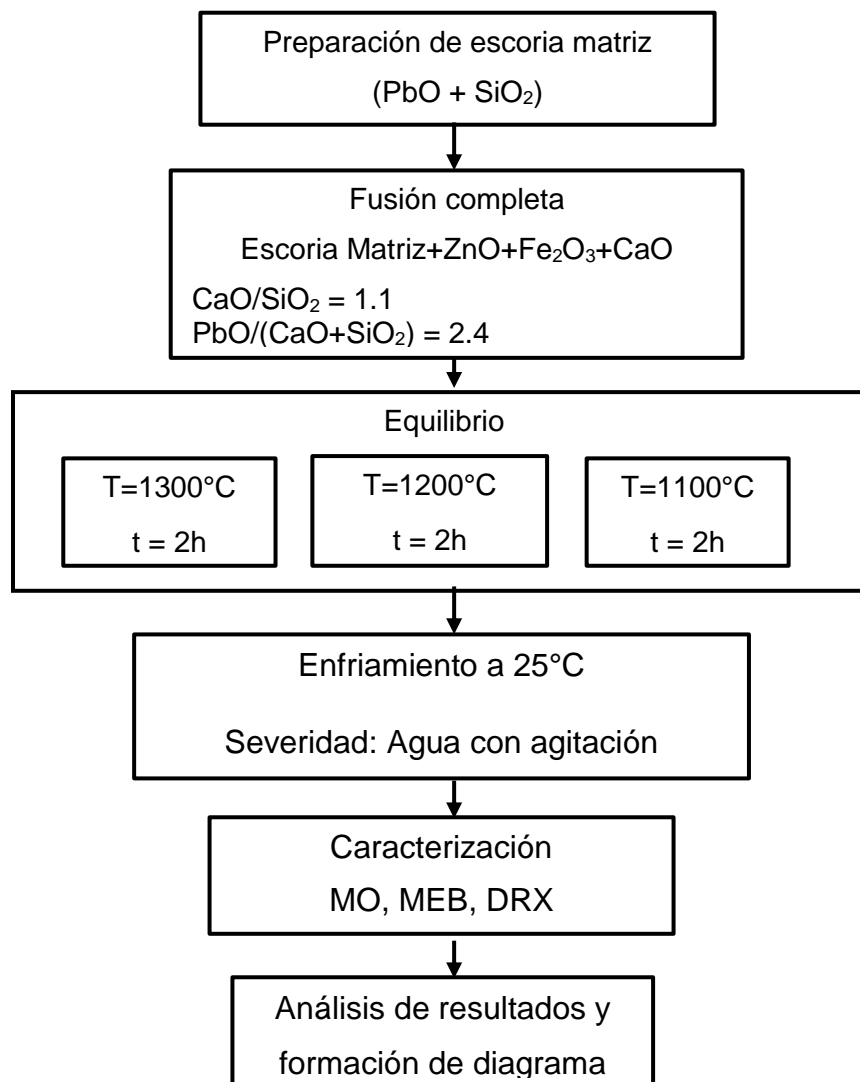 Preparación de escoria matriz
(PbO + SiO₂)
Fusión completa
Escoria Matriz+ZnO+Fe₂O₃+CaO
CaO/SiO₂ = 1.1
PbO/(CaO+SiO₂) = 2.4
Equilibrio
T=1300°C
t = 2h
T=1200°C
t = 2h
T=1100°C
t = 2h
Enfriamiento a 25°C
Severidad: Agua con agitación
Caracterización
MO, MEB, DRX
Análisis de resultados y
formación de diagrama